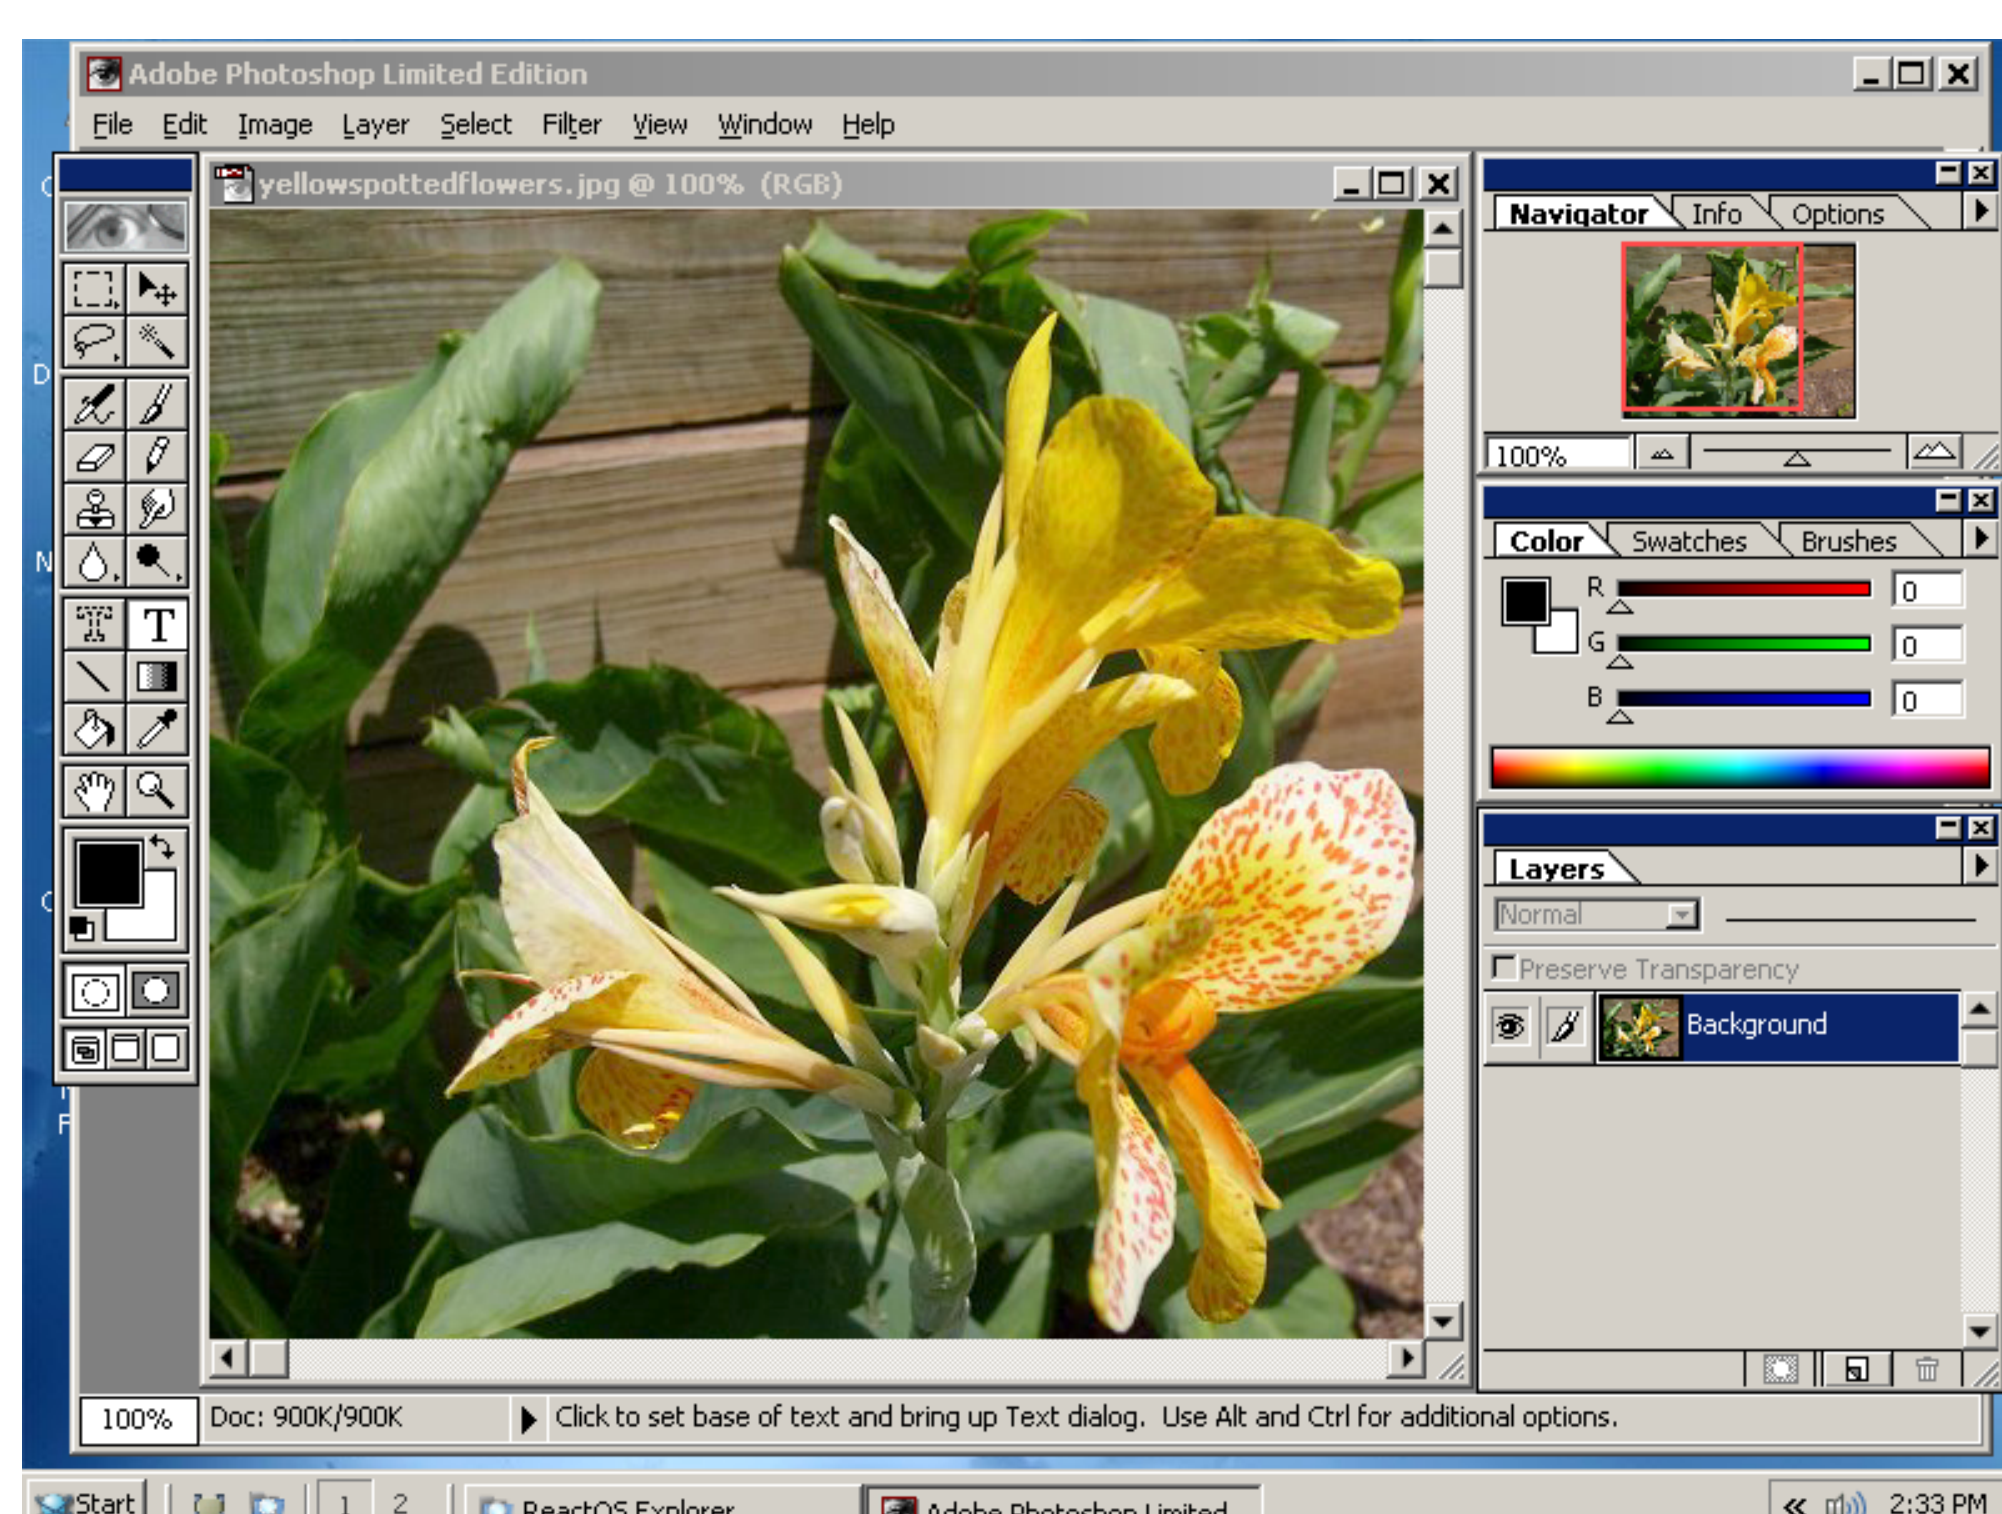 Adobe Photoshop Limited Edition
File Edit Image Layer Select Filter View Window Help
yellowspottedflowers.jpg @ 100% (RGB)
Navigator Info Options
100%
Color Swatches Brushes
R 0
G 0
B 0
Layers
Normal
Preserve Transparency
Background
T
T
D
N
F
100% Doc: 900K/900K Click to set base of text and bring up Text dialog. Use Alt and Ctrl for additional options.
Start 1 2 ReactOS Explorer Adobe Photoshop Limited 2:33 PM